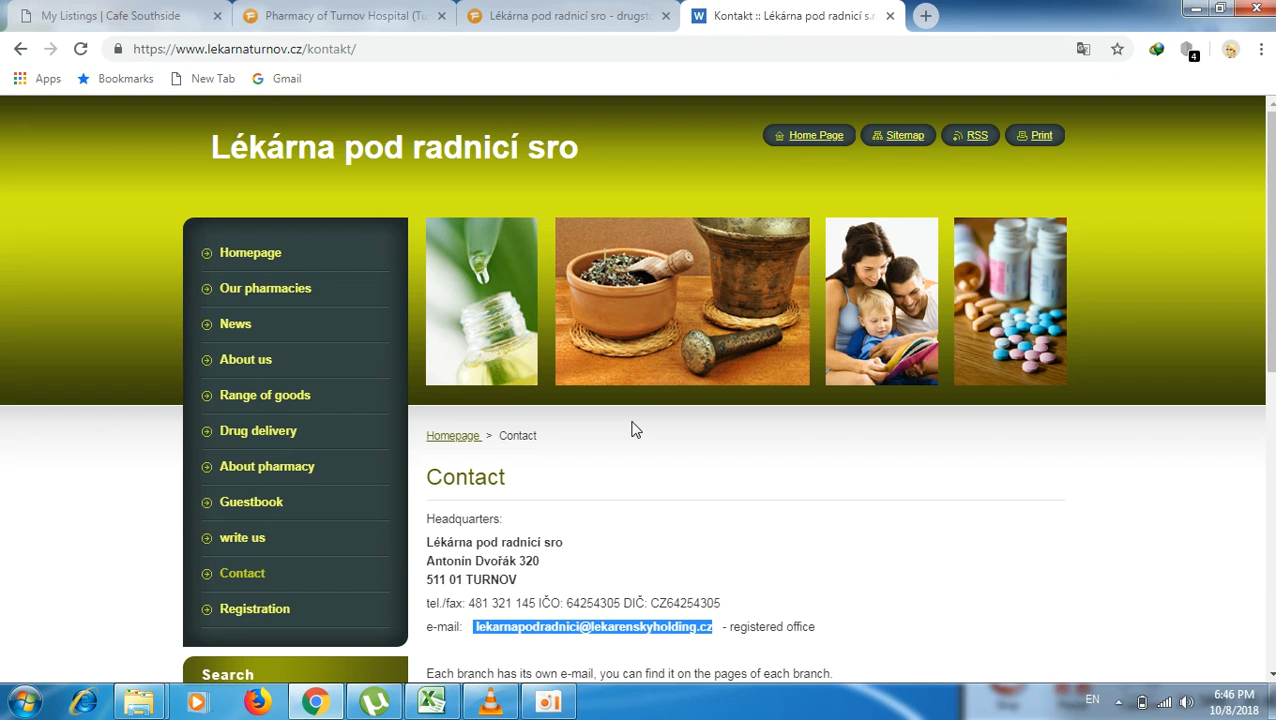 My Listings | Cafe Southside
Pharmacy of Turnov Hospital (T
Lékárna pod radnicí sro - drugst
Kontakt :: Lékárna pod radnicí s.r
https://www.lekarnaturnov.cz/kontakt/
4
Apps
Bookmarks
New Tab
Gmail
Lékárna pod radnicí sro
Home Page
Sitemap
RSS
Print
Homepage
Our pharmacies
News
About us
Range of goods
Drug delivery
About pharmacy
Guestbook
write us
Contact
Registration
Search
Homepage > Contact
Contact
Headquarters:
Lékárna pod radnicí sro
Antonín Dvořák 320
511 01 TURNOV
tel./fax: 481 321 145 IČO: 64254305 DIČ: CZ64254305
e-mail: lekarnapodradnici@lekarenskyholding.cz - registered office
Each branch has its own e-mail, you can find it on the pages of each branch.
EN
6:46 PM
10/8/2018